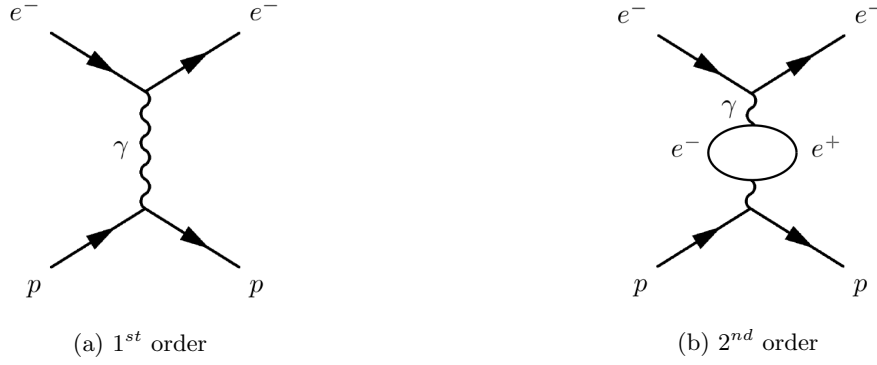 e⁻ e⁻ e⁻ e⁻
γ
γ
e⁻ e⁺
p p p p
(a) 1ˢᵗ order (b) 2ⁿᵈ order